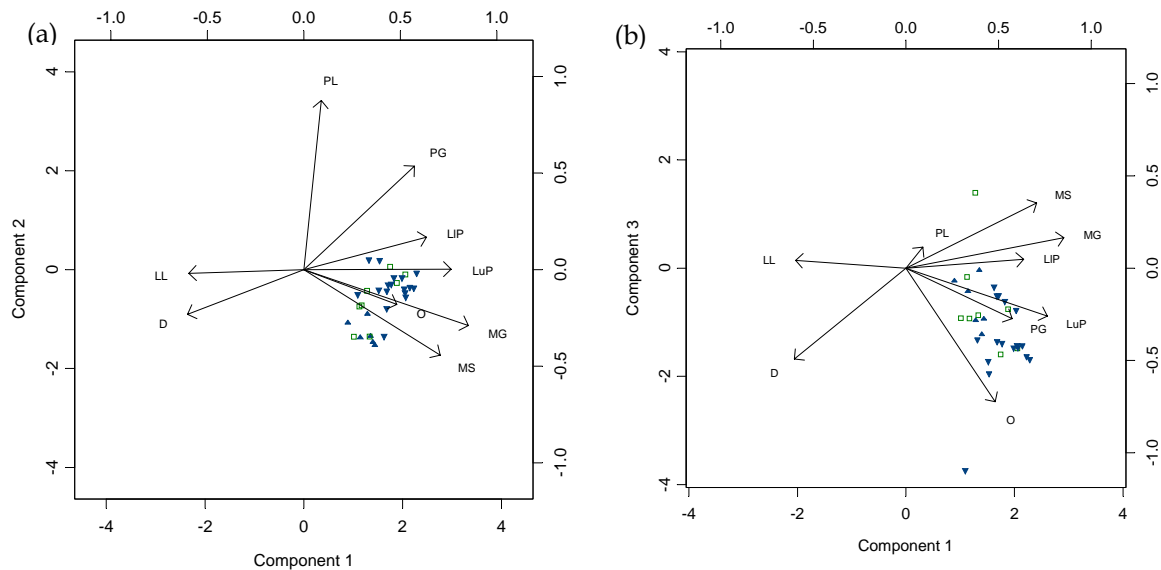 (a)
-1.0 -0.5 0.0 0.5 1.0
4
2
0
-2
-4
Component 2
PL
PG
LIP
LuP
LL
D
O
MG
MS
1.0
0.5
0.0
-0.5
-1.0
-4 -2 0 2 4
Component 1
(b)
-1.0 -0.5 0.0 0.5 1.0
4
2
0
-2
-4
Component 3
MS
PL
MG
LL
LIP
LuP
PG
D
O
1.0
0.5
0.0
-0.5
-1.0
-4 -2 0 2 4
Component 1